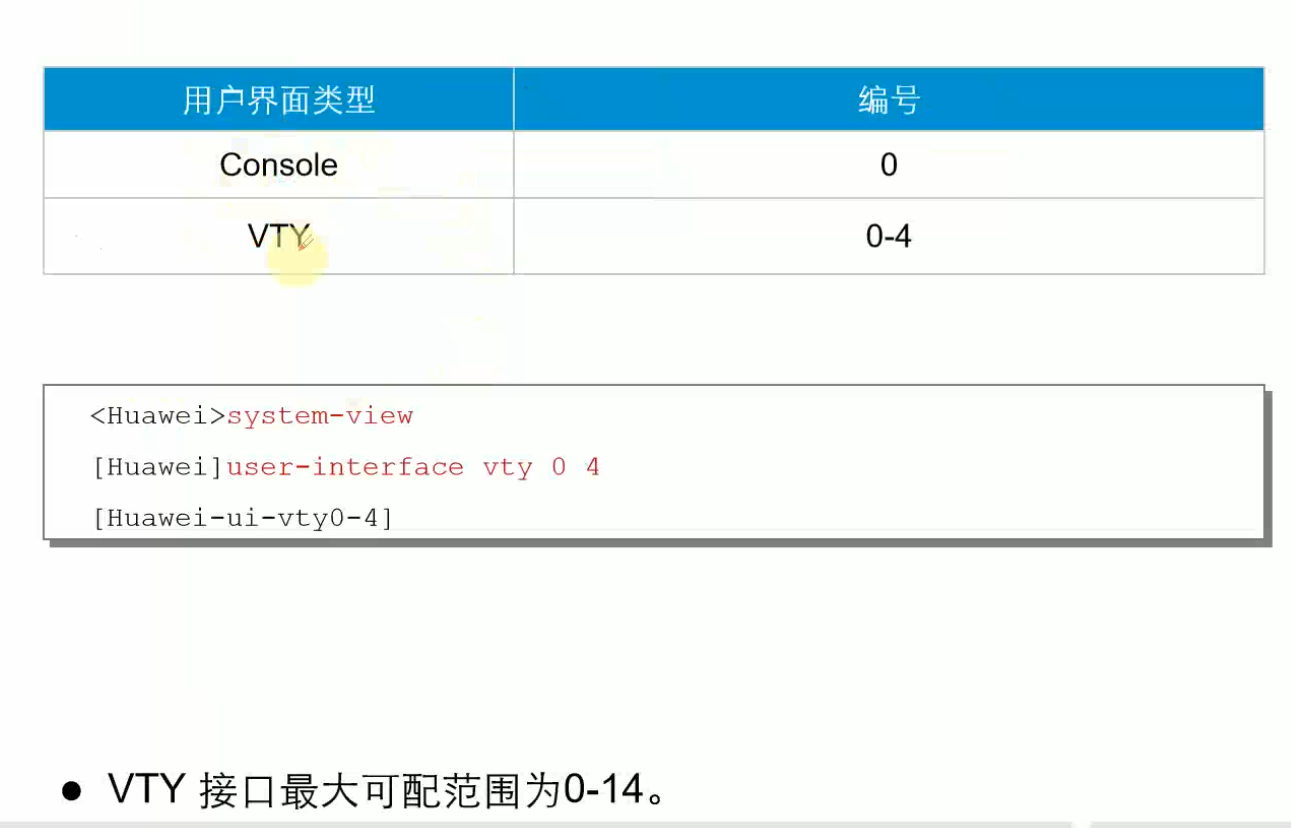 用户界面类型 编号
Console 0
VTY 0-4
<Huawei>system-view
[Huawei]user-interface vty 0 4
[Huawei-ui-vty0-4]
● VTY 接口最大可配范围为0-14。